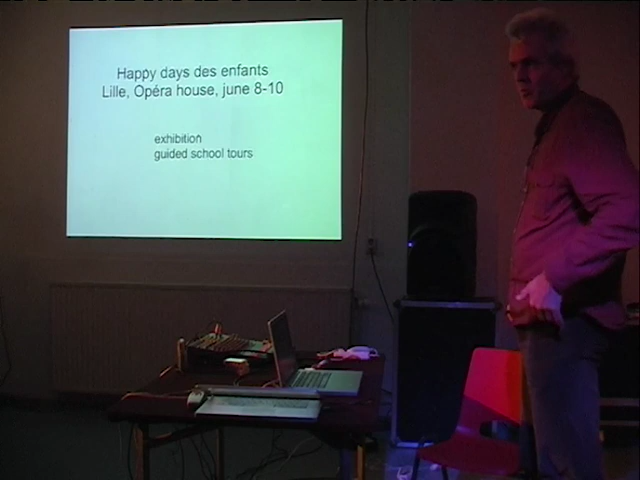 Happy days des enfants
Lille, Opéra house, june 8-10
exhibition
guided school tours